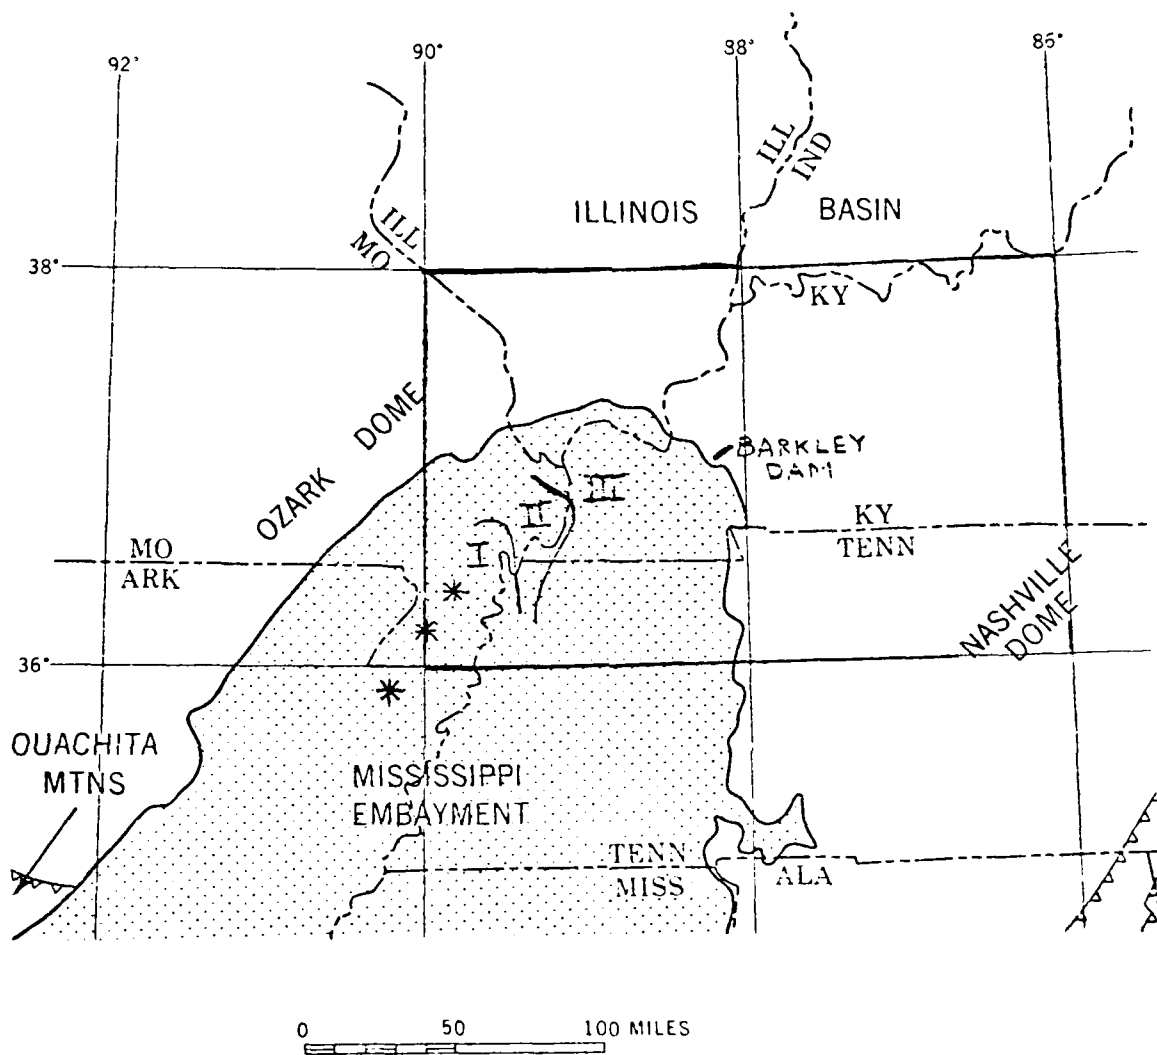 92°
90°
88°
86°
ILL
IND
ILLINOIS BASIN
ILL
MO
38°
KY
OZARK DOME
BARKLEY
DAM
III
II
I
KY
TENN
MO
ARK
NASHVILLE
DOME
36°
OUACHITA
MTNS
MISSISSIPPI
EMBAYMENT
TENN
MISS
ALA
0 50 100 MILES